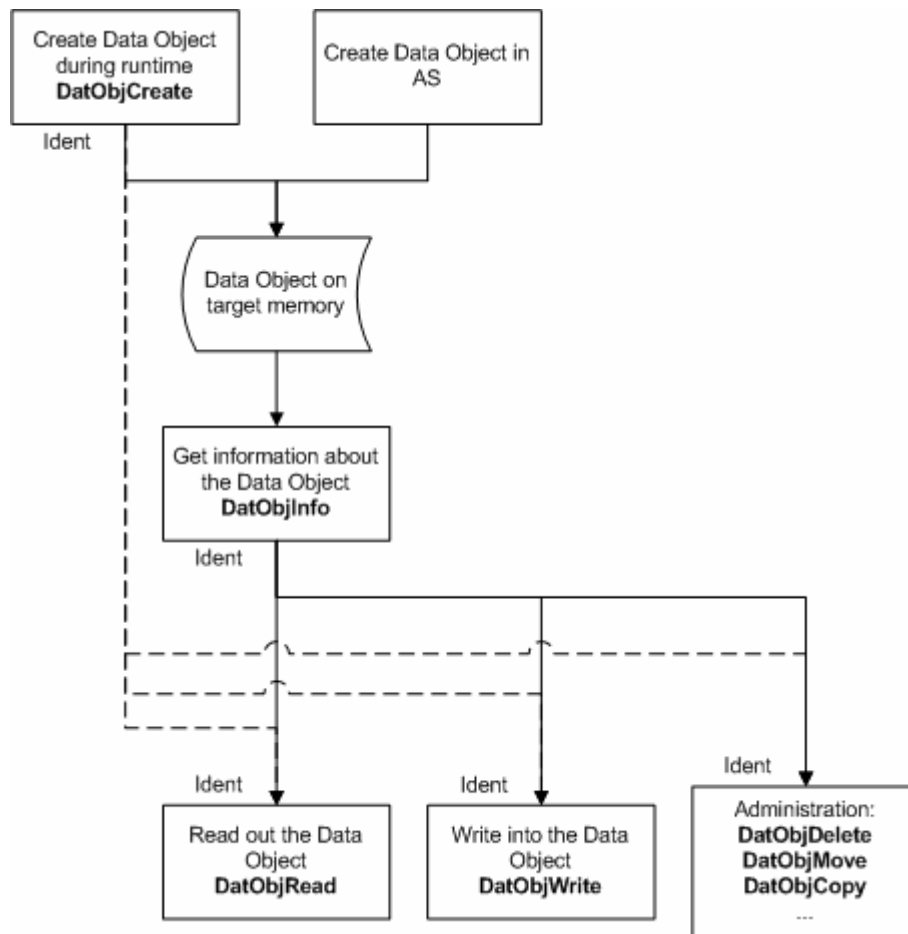 Create Data Object
during runtime
DatObjCreate
Create Data Object in
AS
Ident
Data Object on
target memory
Get information about
the Data Object
DatObjInfo
Ident
Ident
Ident
Ident
Read out the Data
Object
DatObjRead
Write into the Data
Object
DatObjWrite
Administration:
DatObjDelete
DatObjMove
DatObjCopy
...